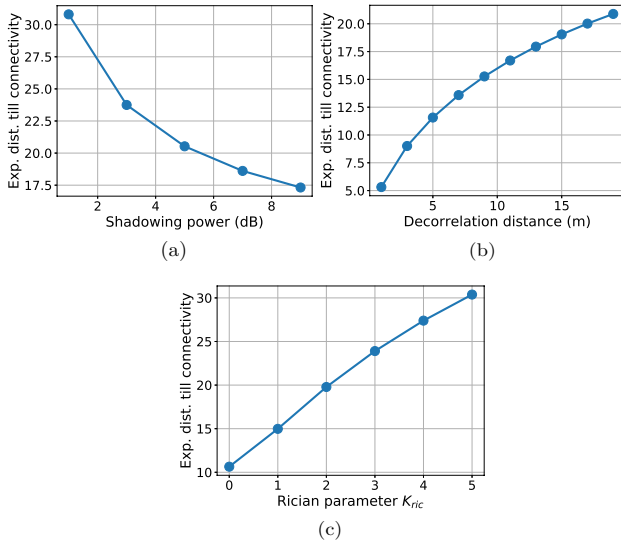 Exp. dist. till connectivity
30.0
27.5
25.0
22.5
20.0
17.5
2 4 6 8
Shadowing power (dB)
(a)
Exp. dist. till connectivity
20.0
17.5
15.0
12.5
10.0
7.5
5.0
5 10 15
Decorrelation distance (m)
(b)
Exp. dist. till connectivity
30
25
20
15
10
0 1 2 3 4 5
Rician parameter K_ric
(c)